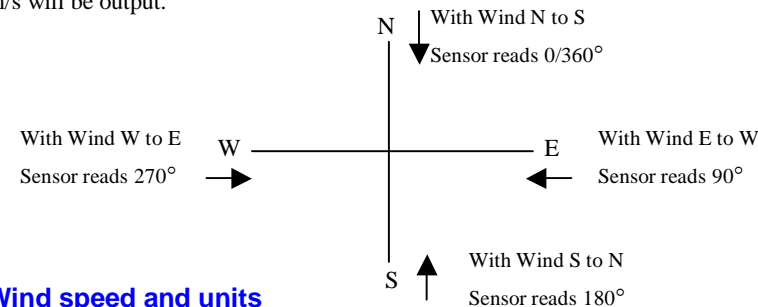 /s will be output.
N
With Wind N to S
Sensor reads 0/360°
With Wind W to E
Sensor reads 270°
W
E
With Wind E to W
Sensor reads 90°
S
With Wind S to N
Sensor reads 180°
Wind speed and units